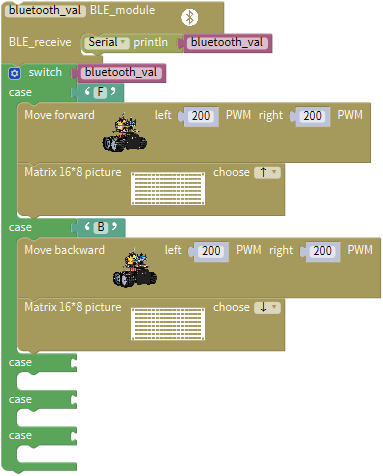 bluetooth_val BLE_module
BLE_receive Serial println bluetooth_val
switch bluetooth_val
case ‘ F ’
Move forward left 200 PWM right 200 PWM
Matrix 16*8 picture choose ↑
case ‘ B ’
Move backward left 200 PWM right 200 PWM
Matrix 16*8 picture choose ↓
case
case
case